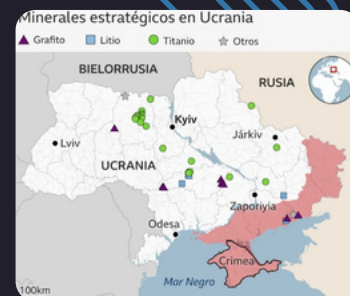 Minerales estratégicos en Ucrania
Grafito Litio Titanio Otros
BIELORRUSIA
RUSIA
Kyiv
Lviv
Járkiv
UCRANIA
Zaporiyia
Odesa
Crimea
Mar Negro
100km